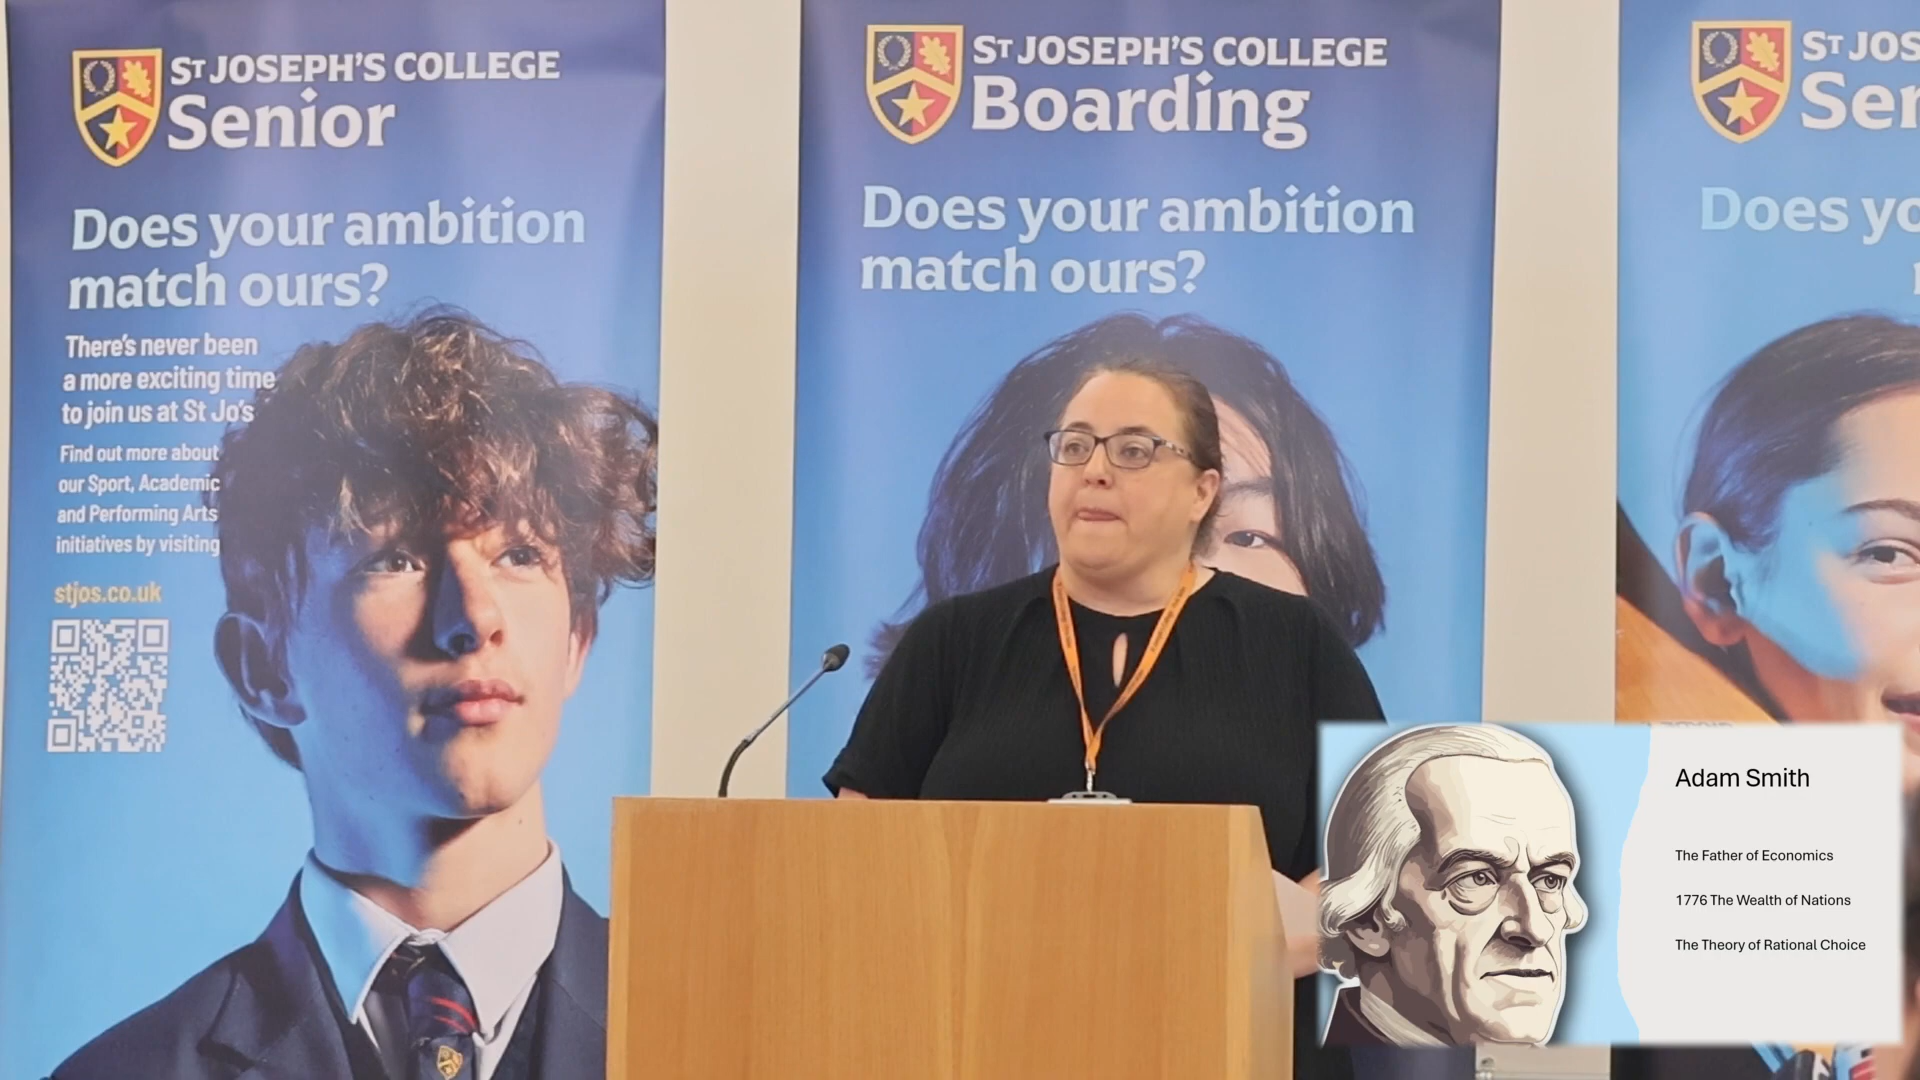 ST JOSEPH'S COLLEGE
Senior
Does your ambition
match ours?
There's never been
a more exciting time
to join us at St Jo's
Find out more about
our Sport, Academic
and Performing Arts
initiatives by visiting
stjos.co.uk
ST JOSEPH'S COLLEGE
Boarding
Does your ambition
match ours?
ST JOS
Sen
Does yo
Adam Smith
The Father of Economics
1776 The Wealth of Nations
The Theory of Rational Choice